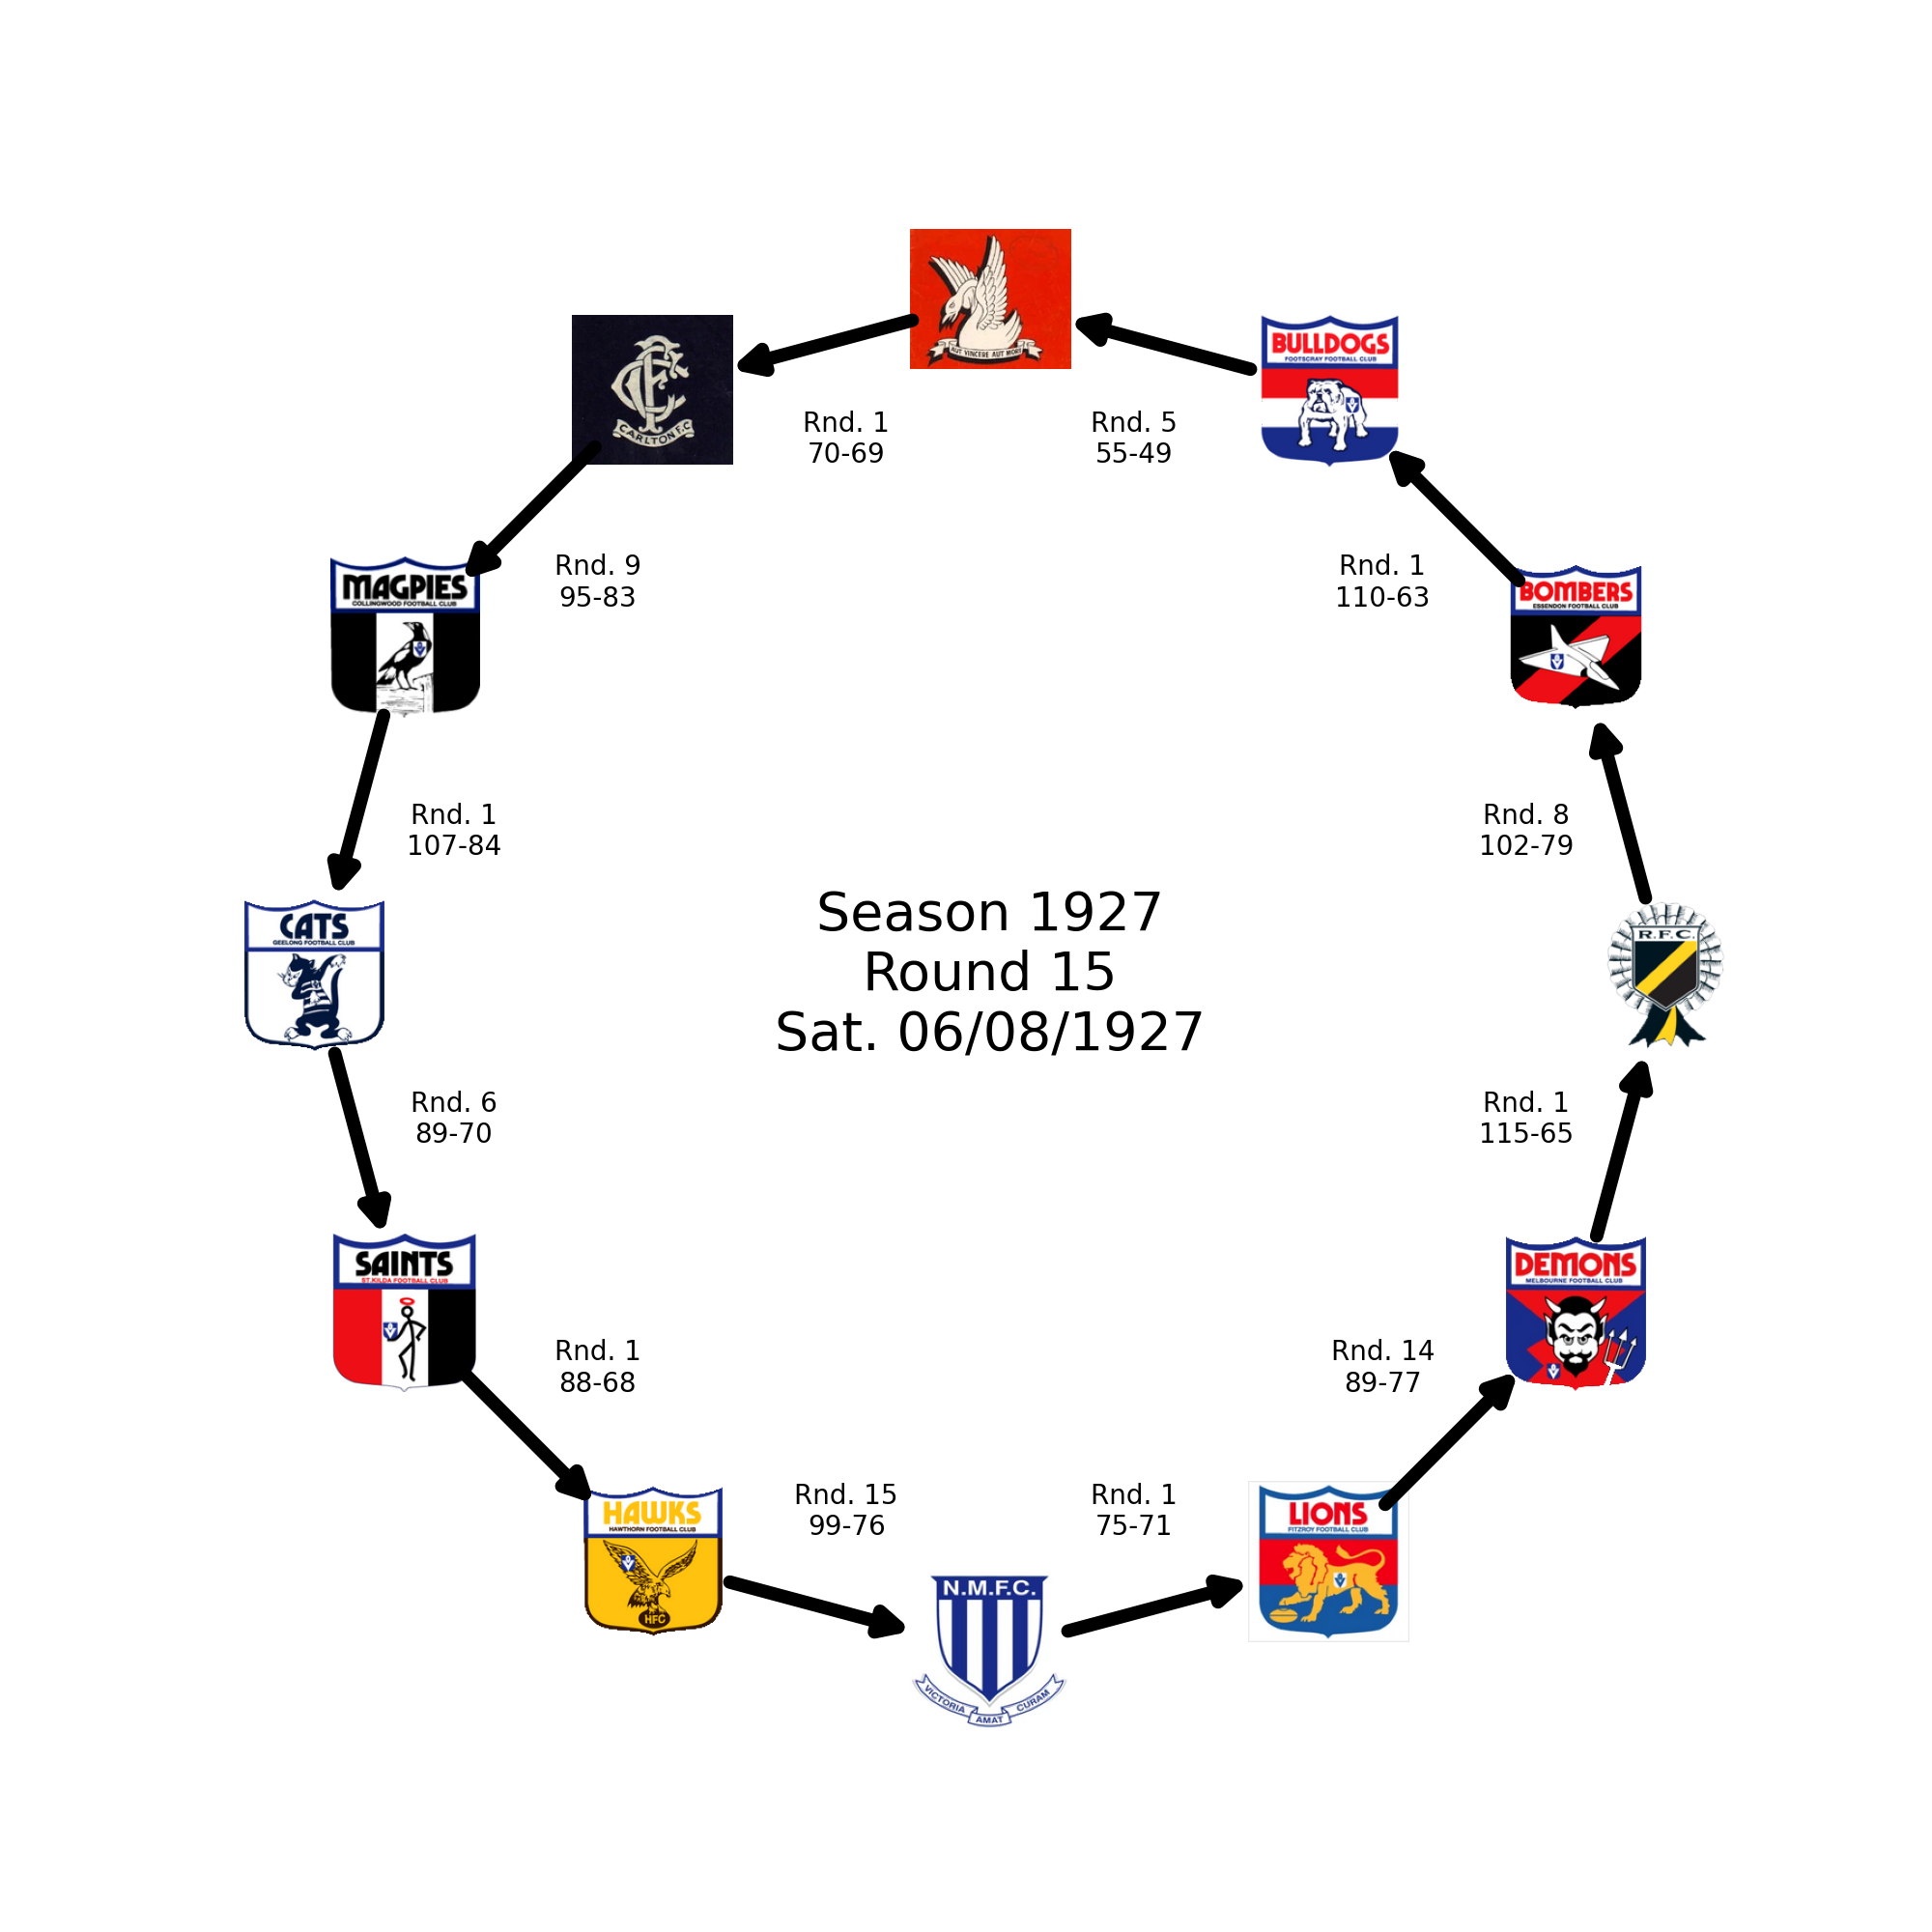 AUT VINCERE AUT MORI
BULLDOGS
FOOTSCRAY FOOTBALL CLUB
CARLTON F.C
Rnd. 1
70-69
Rnd. 5
55-49
MAGPIES
COLLINGWOOD FOOTBALL CLUB
Rnd. 9
95-83
Rnd. 1
110-63
BOMBERS
ESSENDON FOOTBALL CLUB
Rnd. 1
107-84
Rnd. 8
102-79
CATS
GEELONG FOOTBALL CLUB
Season 1927
Round 15
Sat. 06/08/1927
R.F.C.
Rnd. 6
89-70
Rnd. 1
115-65
SAINTS
ST.KILDA FOOTBALL CLUB
DEMONS
MELBOURNE FOOTBALL CLUB
Rnd. 1
88-68
Rnd. 14
89-77
HAWKS
HAWTHORN FOOTBALL CLUB
HFC
Rnd. 15
99-76
Rnd. 1
75-71
LIONS
FITZROY FOOTBALL CLUB
N.M.F.C.
VICTORIA AMAT CURAM